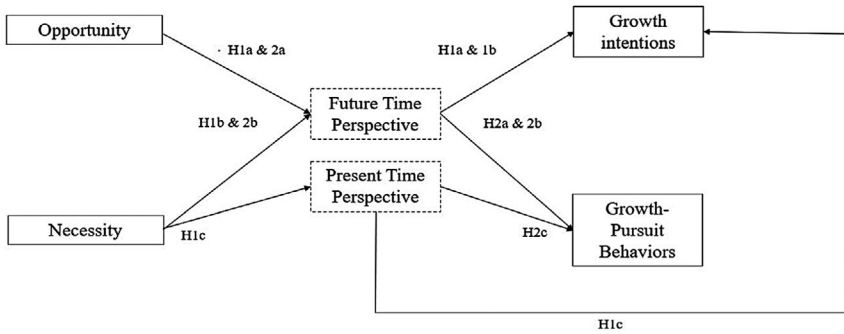 Opportunity
H1a & 2a
H1a & 1b
Growth
intentions
Future Time
Perspective
H1b & 2b
H2a & 2b
Present Time
Perspective
Necessity
H1c
H2c
Growth-
Pursuit
Behaviors
H1c